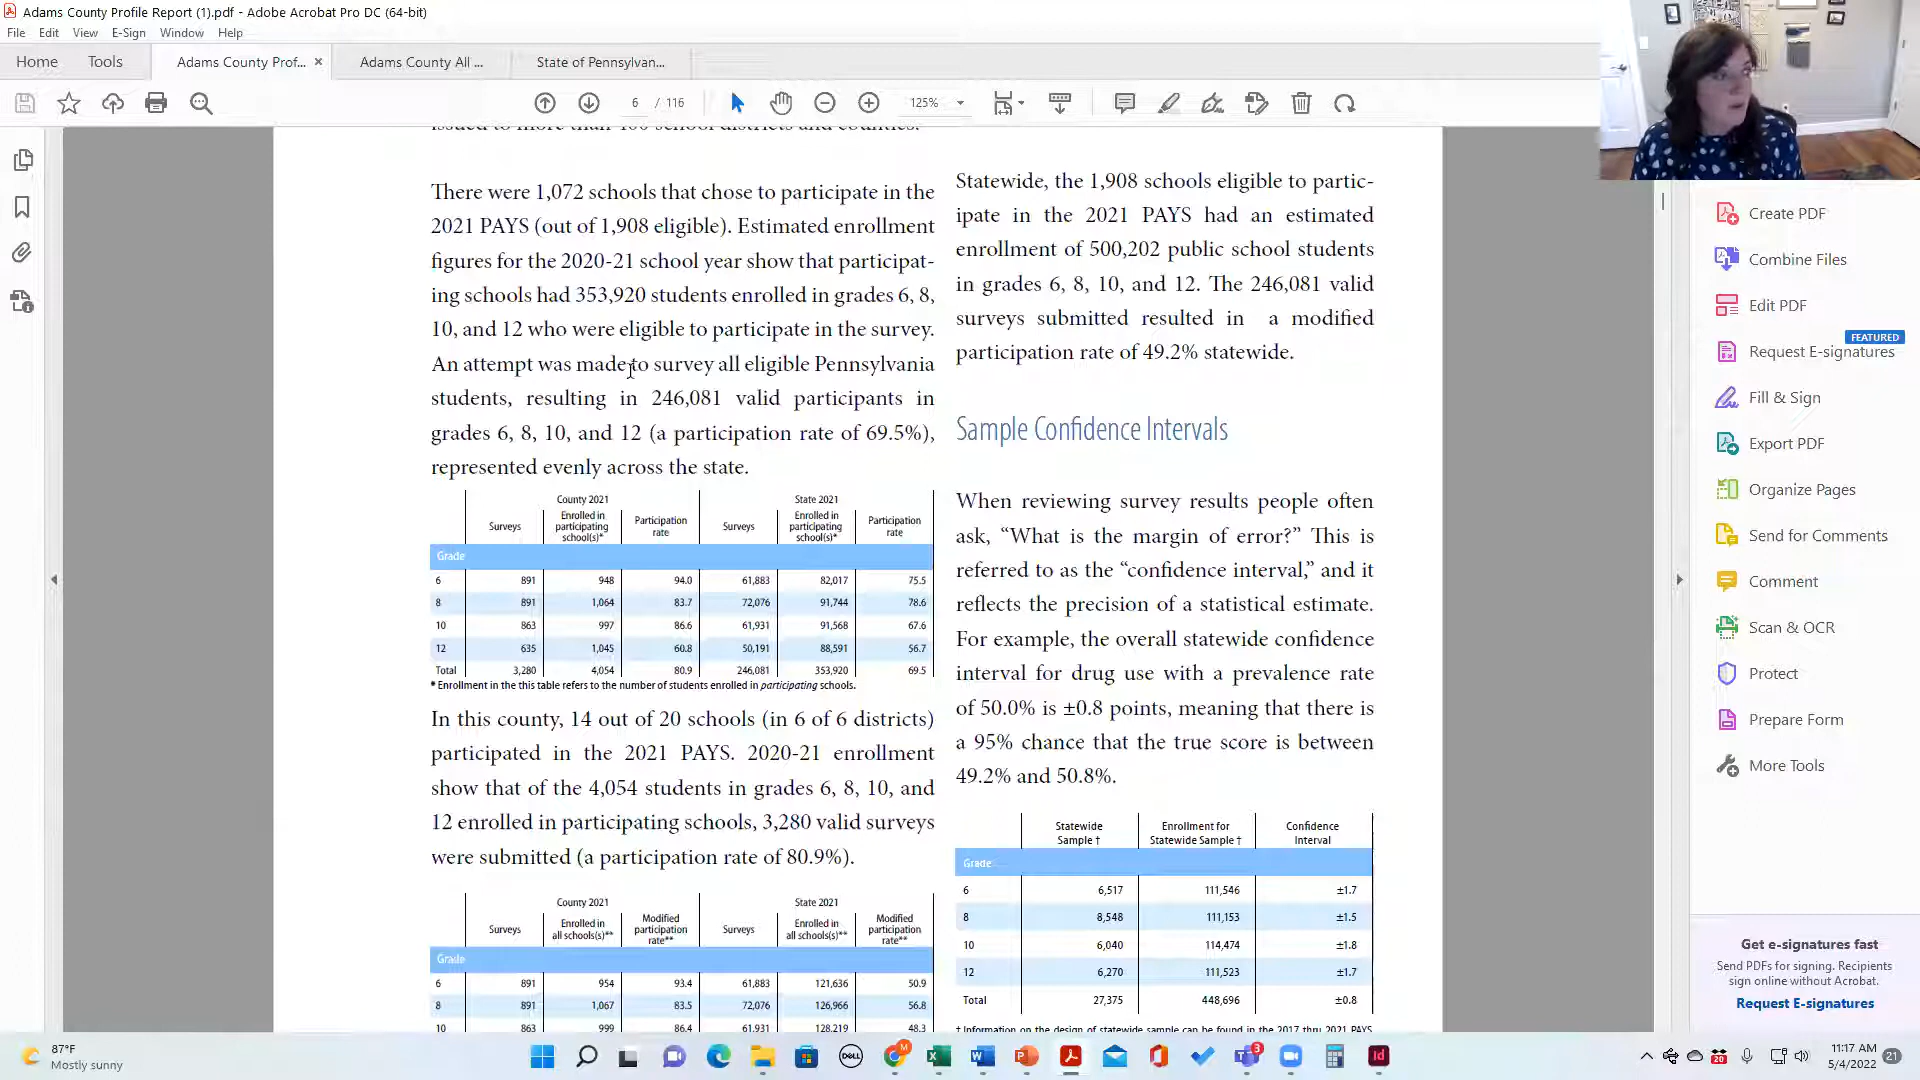 Adams County Profile Report (1).pdf - Adobe Acrobat Pro DC (64-bit)
File Edit View E-Sign Window Help
Home Tools Adams County Prof... × Adams County All ... State of Pennsylvan...
6 / 116 125%
There were 1,072 schools that chose to participate in the
2021 PAYS (out of 1,908 eligible). Estimated enrollment
figures for the 2020-21 school year show that participat-
ing schools had 353,920 students enrolled in grades 6, 8,
10, and 12 who were eligible to participate in the survey.
An attempt was made to survey all eligible Pennsylvania
students, resulting in 246,081 valid participants in
grades 6, 8, 10, and 12 (a participation rate of 69.5%),
represented evenly across the state.
County 2021 State 2021
Surveys Enrolled in participating school(s)* Participation rate Surveys Enrolled in participating school(s)* Participation rate
Grade
6 891 948 94.0 61,883 82,017 75.5
8 891 1,064 83.7 72,076 91,744 78.6
10 863 997 86.6 61,931 91,568 67.6
12 635 1,045 60.8 50,191 88,591 56.7
Total 3,280 4,054 80.9 246,081 353,920 69.5
* Enrollment in the this table refers to the number of students enrolled in participating schools.
In this county, 14 out of 20 schools (in 6 of 6 districts)
participated in the 2021 PAYS. 2020-21 enrollment
show that of the 4,054 students in grades 6, 8, 10, and
12 enrolled in participating schools, 3,280 valid surveys
were submitted (a participation rate of 80.9%).
County 2021 State 2021
Surveys Enrolled in all schools(s)** Modified participation rate** Surveys Enrolled in all schools(s)** Modified participation rate**
Grade
6 891 954 93.4 61,883 121,636 50.9
8 891 1,067 83.5 72,076 126,966 56.8
10 863 999 86.4 61,931 128,219 48.3
Statewide, the 1,908 schools eligible to partic-
ipate in the 2021 PAYS had an estimated
enrollment of 500,202 public school students
in grades 6, 8, 10, and 12. The 246,081 valid
surveys submitted resulted in a modified
participation rate of 49.2% statewide.
Sample Confidence Intervals
When reviewing survey results people often
ask, “What is the margin of error?” This is
referred to as the “confidence interval,” and it
reflects the precision of a statistical estimate.
For example, the overall statewide confidence
interval for drug use with a prevalence rate
of 50.0% is ±0.8 points, meaning that there is
a 95% chance that the true score is between
49.2% and 50.8%.
Statewide Sample † Enrollment for Statewide Sample † Confidence Interval
Grade
6 6,517 111,546 ±1.7
8 8,548 111,153 ±1.5
10 6,040 114,474 ±1.8
12 6,270 111,523 ±1.7
Total 27,375 448,696 ±0.8
† Information on the design of statewide sample can be found in the 2017 thru 2021 PAYS
Create PDF
Combine Files
Edit PDF
FEATURED
Request E-signatures
Fill & Sign
Export PDF
Organize Pages
Send for Comments
Comment
Scan & OCR
Protect
Prepare Form
More Tools
Get e-signatures fast
Send PDFs for signing. Recipients
sign online without Acrobat.
Request E-signatures
87°F
Mostly sunny
DELL
M
3
Id
20
11:17 AM
5/4/2022
21